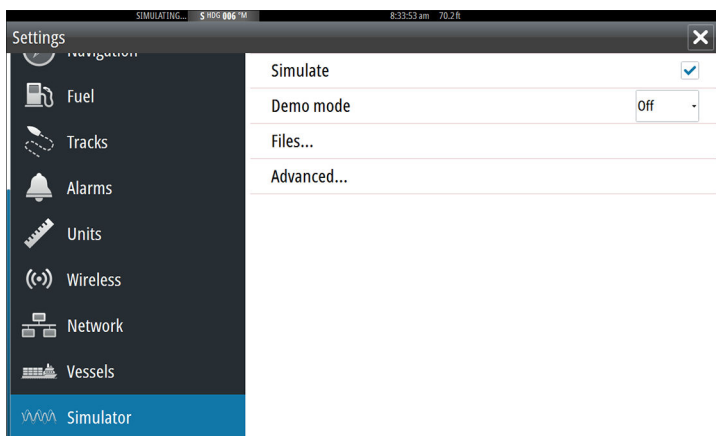 SIMULATING... S HDG 006 °M 8:33:53 am 70.2 ft
Settings
Navigation
Simulate
Fuel
Demo mode Off
Tracks
Files...
Alarms
Advanced...
Units
Wireless
Network
Vessels
Simulator